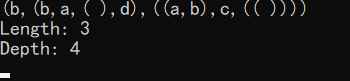 (b,(b,a,( ),d),((a,b),c,(( ))))
Length: 3
Depth: 4